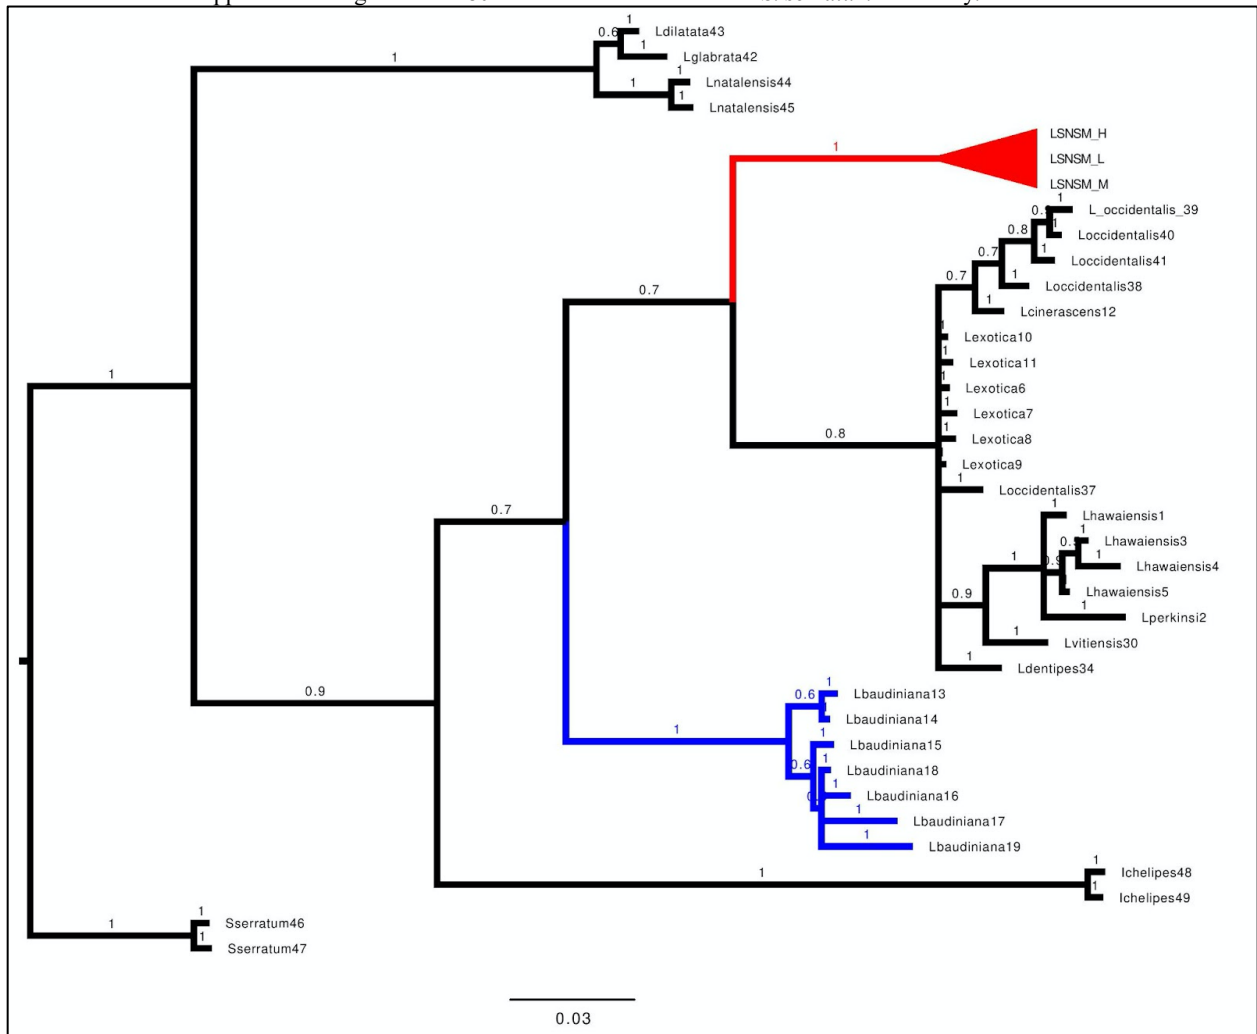 1
0.6
Ldilatata43
1
1
Lglabrata42
1
1
Lnatalensis44
1
Lnatalensis45
LSNSM_H
1
LSNSM_L
LSNSM_M
1
L_occidentalis_39
1
Loccidentalis40
0.8
1
Loccidentalis41
0.7
1
Loccidentalis38
0.7
1
Lcinerascens12
1
Lexotica10
1
Lexotica11
1
Lexotica6
0.7
1
Lexotica7
1
1
Lexotica8
0.8
Lexotica9
1
Loccidentalis37
1
Lhawaiensis1
0.7
1
Lhawaiensis3
1
1
Lhawaiensis4
Lhawaiensis5
0.9
1
Lperkinsi2
1
Lvitiensis30
1
Ldentipes34
0.9
0.6
1
Lbaudiniana13
Lbaudiniana14
1
1
Lbaudiniana15
0.6
1
Lbaudiniana18
1
Lbaudiniana16
1
Lbaudiniana17
1
Lbaudiniana19
1
1
Ichelipes48
1
Ichelipes49
1
1
Sserratum46
1
Sserratum47
0.03